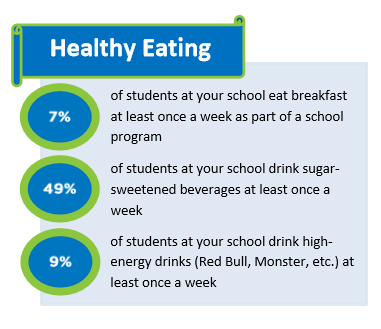 Healthy Eating
7%
of students at your school eat breakfast
at least once a week as part of a school
program
49%
of students at your school drink sugar-
sweetened beverages at least once a
week
9%
of students at your school drink high-
energy drinks (Red Bull, Monster, etc.) at
least once a week